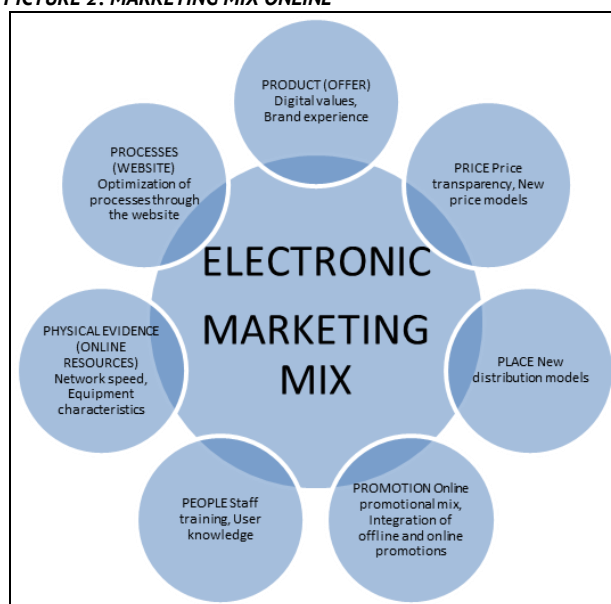 PICTURE 2: MARKETING MIX ONLINE
PRODUCT (OFFER)
Digital values,
Brand experience
PRICE Price
transparency, New
price models
PLACE New
distribution models
PROMOTION Online
promotional mix,
Integration of
offline and online
promotions
PEOPLE Staff
training, User
knowledge
PHYSICAL EVIDENCE
(ONLINE
RESOURCES)
Network speed,
Equipment
characteristics
PROCESSES
(WEBSITE)
Optimization of
processes through
the website
ELECTRONIC
MARKETING
MIX